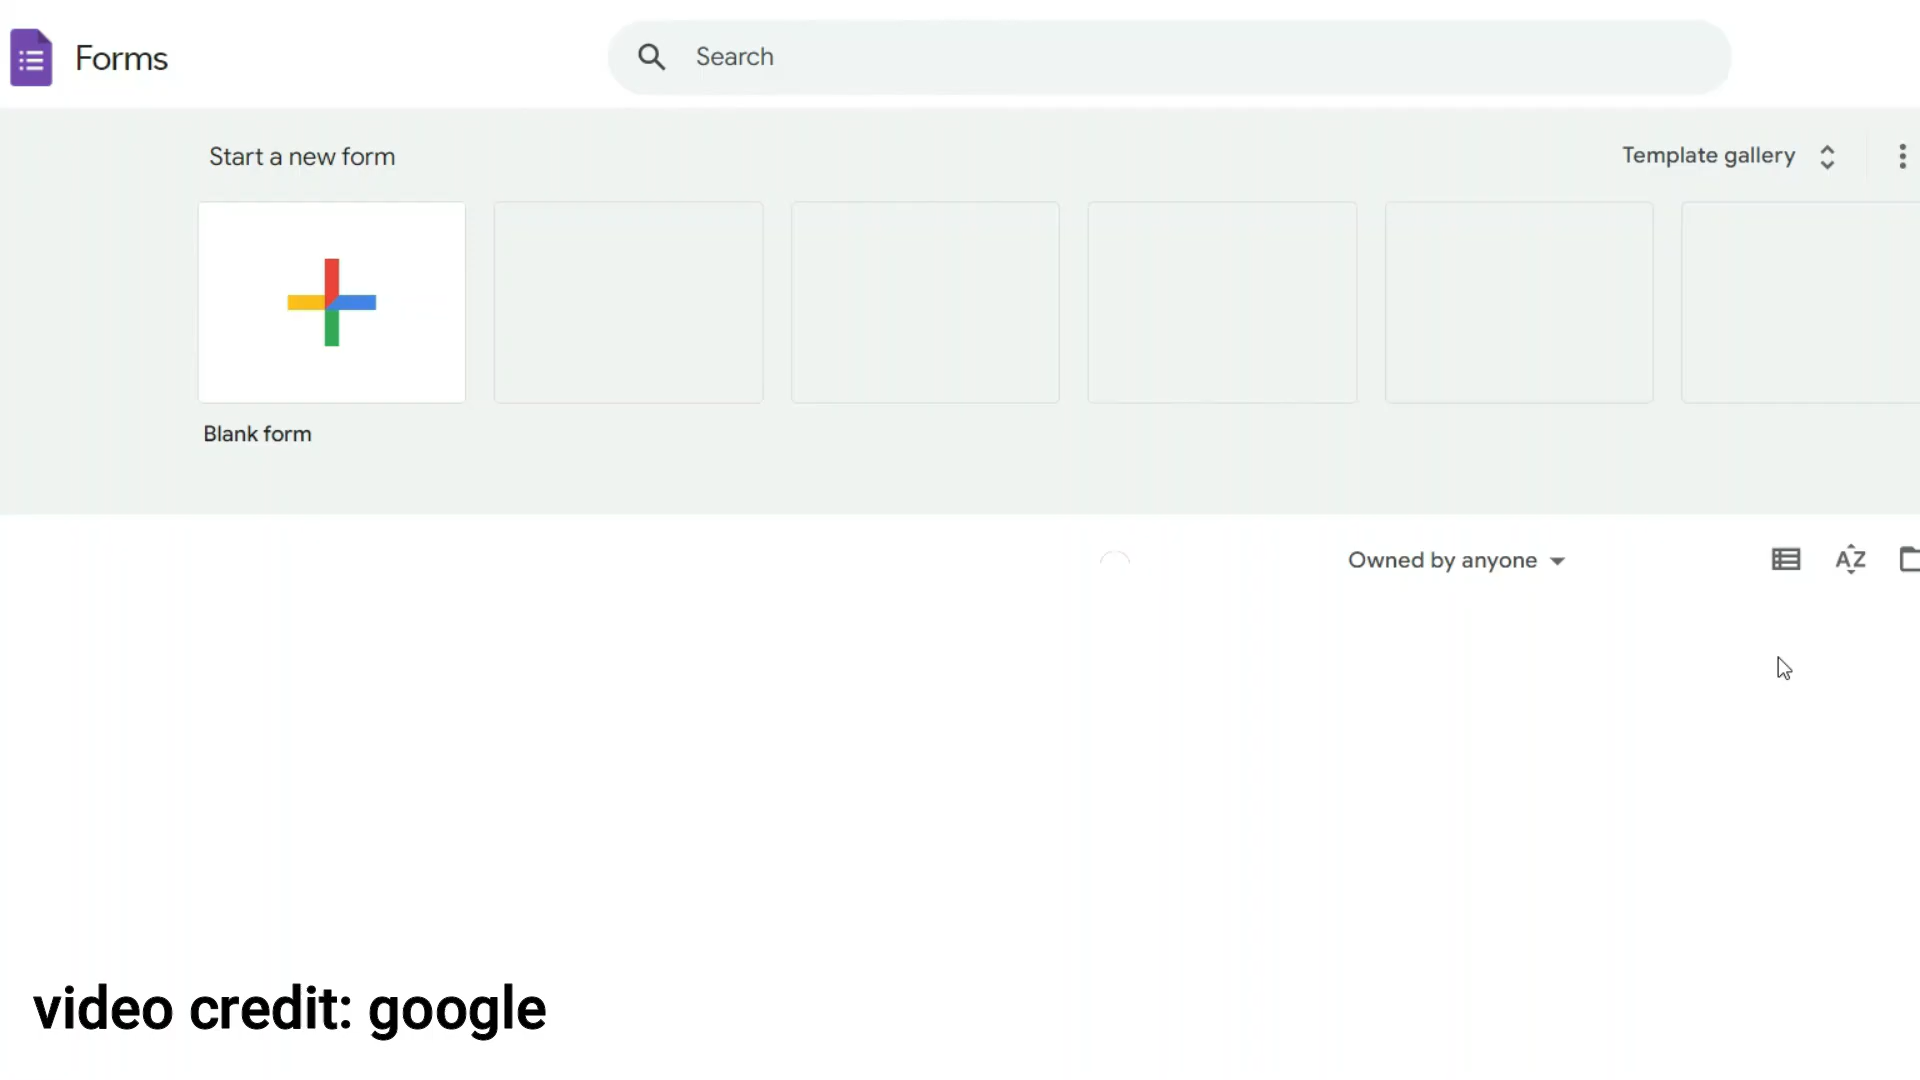 Forms
Search
Start a new form
Template gallery
Blank form
Owned by anyone
AZ
video credit: google